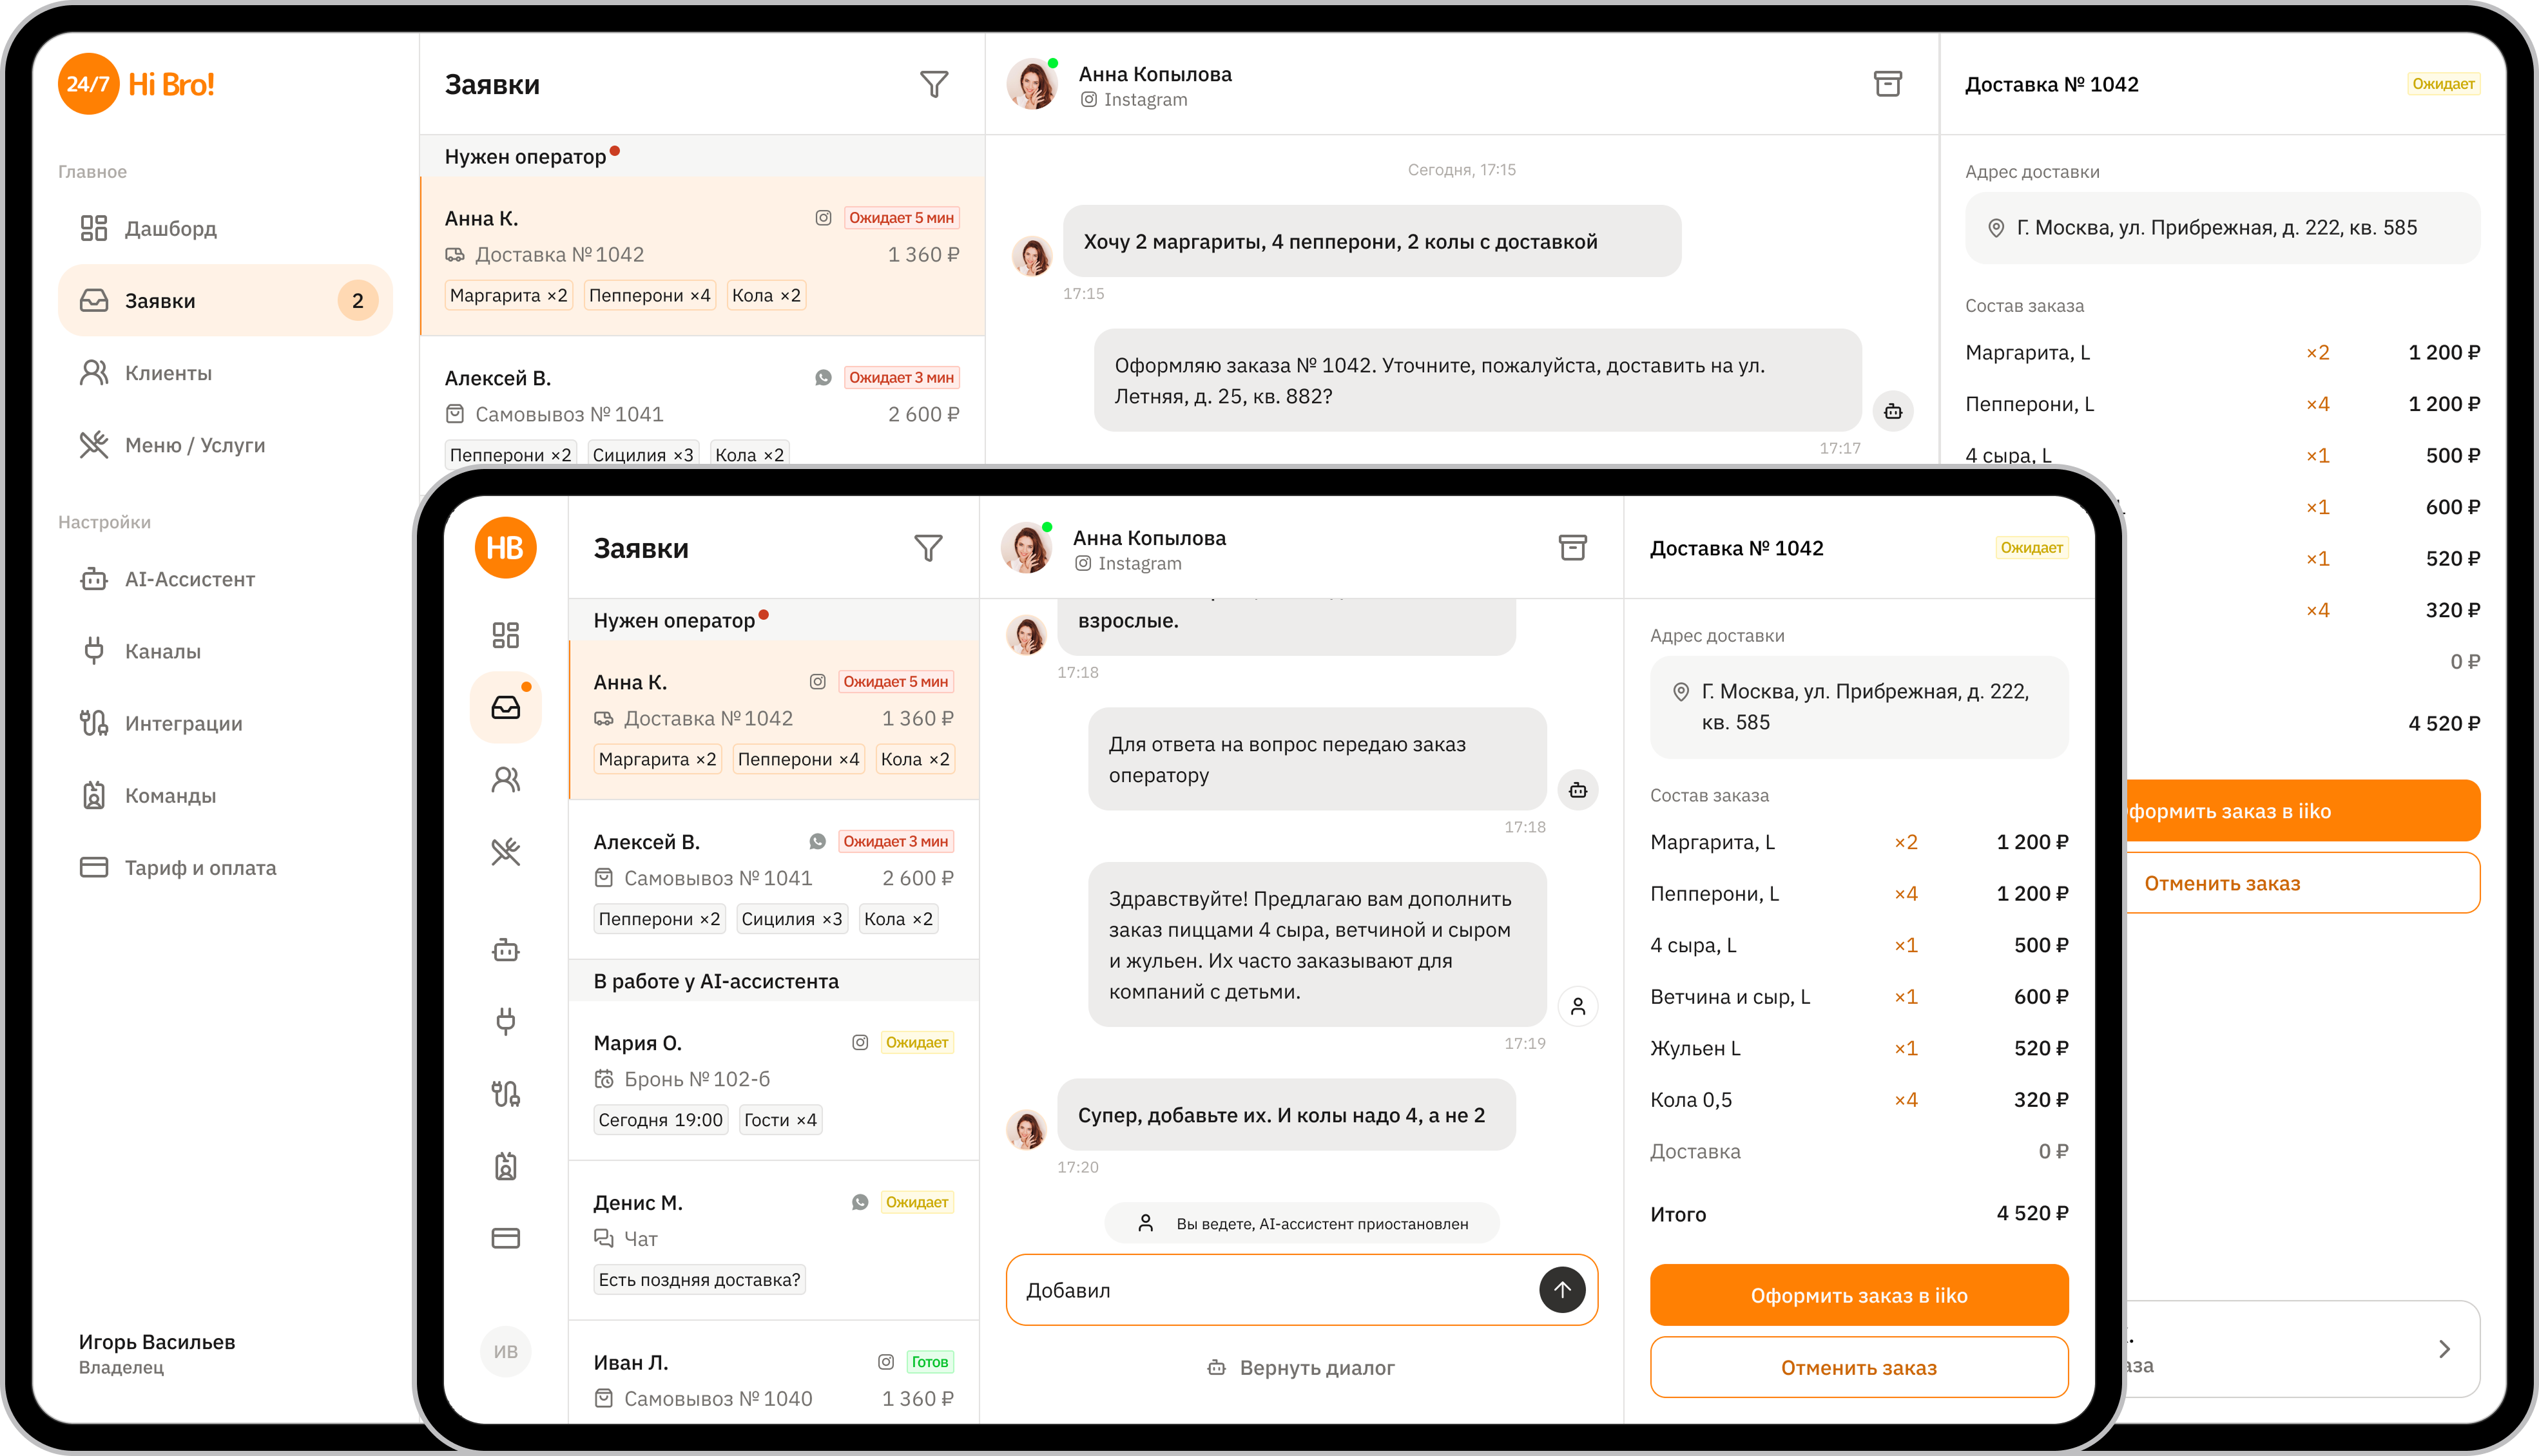 24/7 Hi Bro!
Главное
Дашборд
Заявки 2
Клиенты
Меню / Услуги
Настройки
AI-Ассистент
Каналы
Интеграции
Команды
Тариф и оплата
Игорь Васильев
Владелец
Заявки
Нужен оператор
Анна К. Ожидает 5 мин
Доставка № 1042 1 360 ₽
Маргарита ×2 Пепперони ×4 Кола ×2
Алексей В. Ожидает 3 мин
Самовывоз № 1041 2 600 ₽
Пепперони ×2 Сицилия ×3 Кола ×2
Анна Копылова
Instagram
Сегодня, 17:15
Хочу 2 маргариты, 4 пепперони, 2 колы с доставкой
17:15
Оформляю заказа № 1042. Уточните, пожалуйста, доставить на ул.
Летняя, д. 25, кв. 882?
17:17
Доставка № 1042 Ожидает
Адрес доставки
Г. Москва, ул. Прибрежная, д. 222, кв. 585
Состав заказа
Маргарита, L ×2 1 200 ₽
Пепперони, L ×4 1 200 ₽
4 сыра, L ×1 500 ₽
×1 600 ₽
×1 520 ₽
×4 320 ₽
0 ₽
4 520 ₽
формить заказ в iiko
Отменить заказ
HB
ИВ
Заявки
Нужен оператор
Анна К. Ожидает 5 мин
Доставка № 1042 1 360 ₽
Маргарита ×2 Пепперони ×4 Кола ×2
Алексей В. Ожидает 3 мин
Самовывоз № 1041 2 600 ₽
Пепперони ×2 Сицилия ×3 Кола ×2
В работе у AI-ассистента
Мария О. Ожидает
Бронь № 102-б
Сегодня 19:00 Гости ×4
Денис М. Ожидает
Чат
Есть поздняя доставка?
Иван Л. Готов
Самовывоз № 1040 1 360 ₽
Анна Копылова
Instagram
взрослые.
17:18
Для ответа на вопрос передаю заказ
оператору
17:18
Здравствуйте! Предлагаю вам дополнить
заказ пиццами 4 сыра, ветчиной и сыром
и жульен. Их часто заказывают для
компаний с детьми.
17:19
Супер, добавьте их. И колы надо 4, а не 2
17:20
Вы ведете, AI-ассистент приостановлен
Добавил
Вернуть диалог
Доставка № 1042 Ожидает
Адрес доставки
Г. Москва, ул. Прибрежная, д. 222,
кв. 585
Состав заказа
Маргарита, L ×2 1 200 ₽
Пепперони, L ×4 1 200 ₽
4 сыра, L ×1 500 ₽
Ветчина и сыр, L ×1 600 ₽
Жульен L ×1 520 ₽
Кола 0,5 ×4 320 ₽
Доставка 0 ₽
Итого 4 520 ₽
Оформить заказ в iiko
Отменить заказ